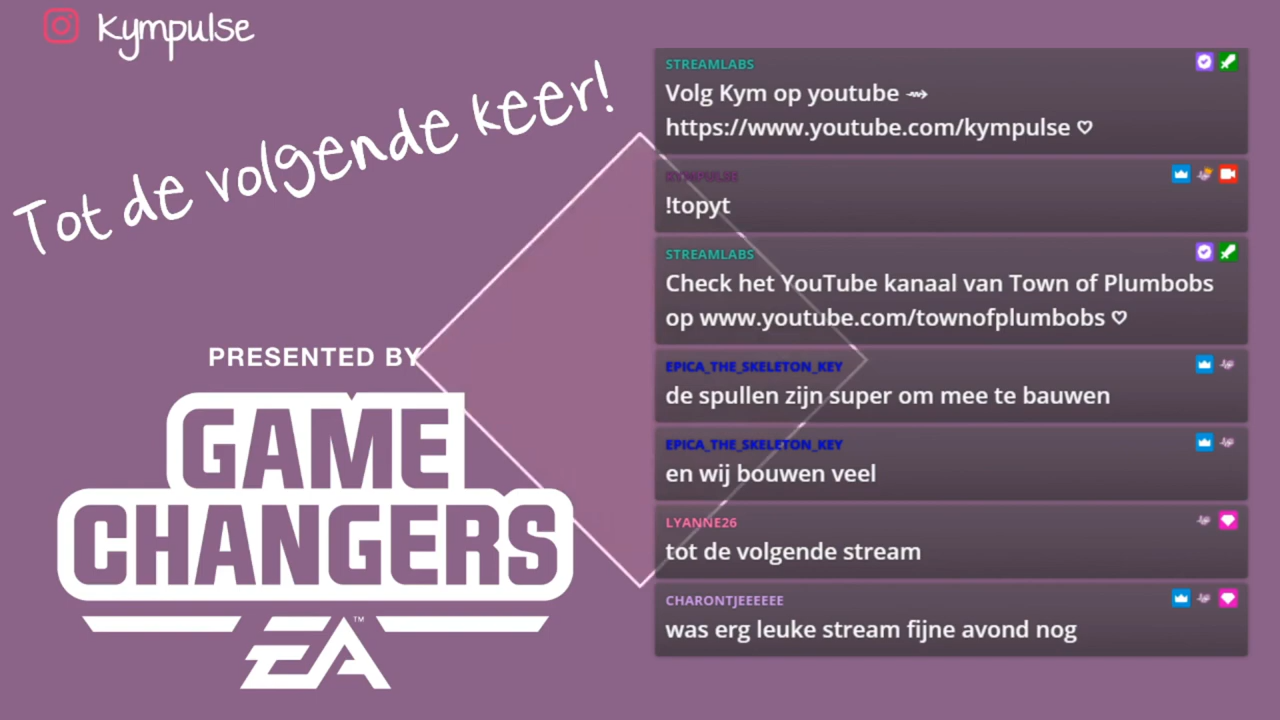 Kympulse
Tot de volgende keer!
PRESENTED BY
GAME
CHANGERS
EA™
STREAMLABS
Volg Kym op youtube ⇝
https://www.youtube.com/kympulse ♡
KYMPULSE
!topyt
STREAMLABS
Check het YouTube kanaal van Town of Plumbobs
op www.youtube.com/townofplumbobs ♡
EPICA_THE_SKELETON_KEY
de spullen zijn super om mee te bauwen
EPICA_THE_SKELETON_KEY
en wij bouwen veel
LYANNE26
tot de volgende stream
CHARONTJEEEEEE
was erg leuke stream fijne avond nog